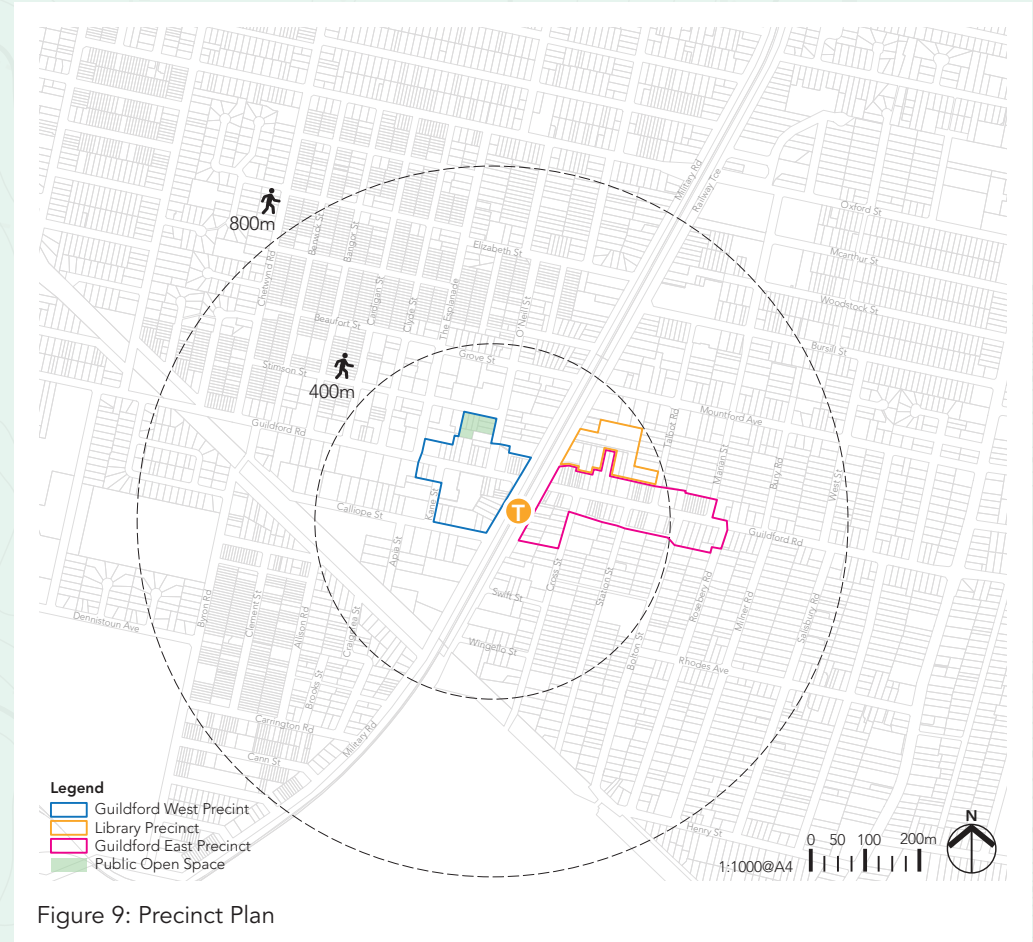 Military Rd
Railway Tce
Oxford St
800m
Berwick St
Bangor St
Elizabeth St
Mcarthur St
Chetwynd Rd
Cardigan St
Clyde St
The Esplanade
O'Neil St
Woodstock St
Beaufort St
Bursill St
Grove St
Stimson St
400m
Guildford Rd
Talbot Rd
Mountford Ave
Marian St
Bury Rd
West St
Kane St
Calliope St
T
Guildford Rd
Apia St
Cross St
Station St
Swift St
Rosebery Rd
Milner Rd
Salisbury Rd
Byron Rd
Clement St
Allison Rd
Dennistoun Ave
Wingello St
Bolton St
Rhodes Ave
Brooks St
Carrington Rd
Military Rd
Cann St
Legend
Guildford West Precint
Library Precinct
Guildford East Precinct
Public Open Space
Henry St
N
0 50 100 200m
1:1000@A4
Figure 9: Precinct Plan